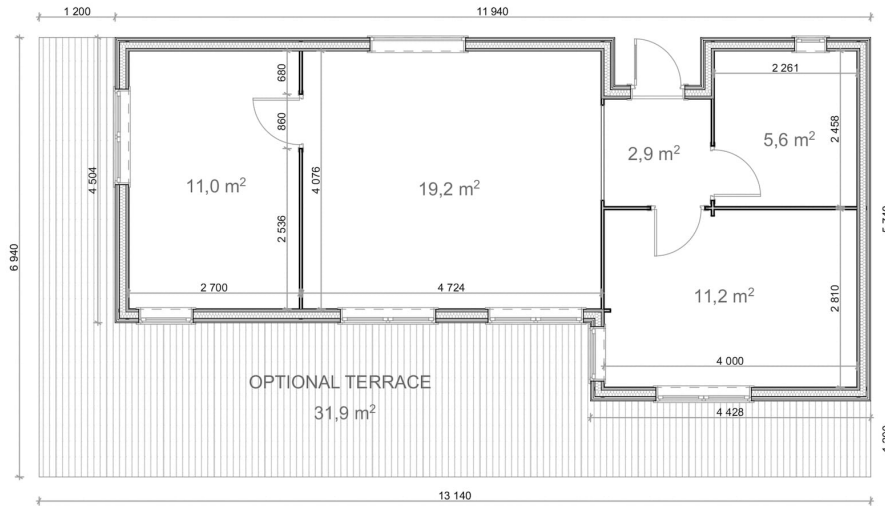 1 200
11 940
680
2 261
860
2 458
5,6 m²
2,9 m²
11,0 m²
4 076
19,2 m²
4 504
2 536
6 940
2 700
4 724
11,2 m²
2 810
4 000
OPTIONAL TERRACE
31,9 m²
4 428
13 140